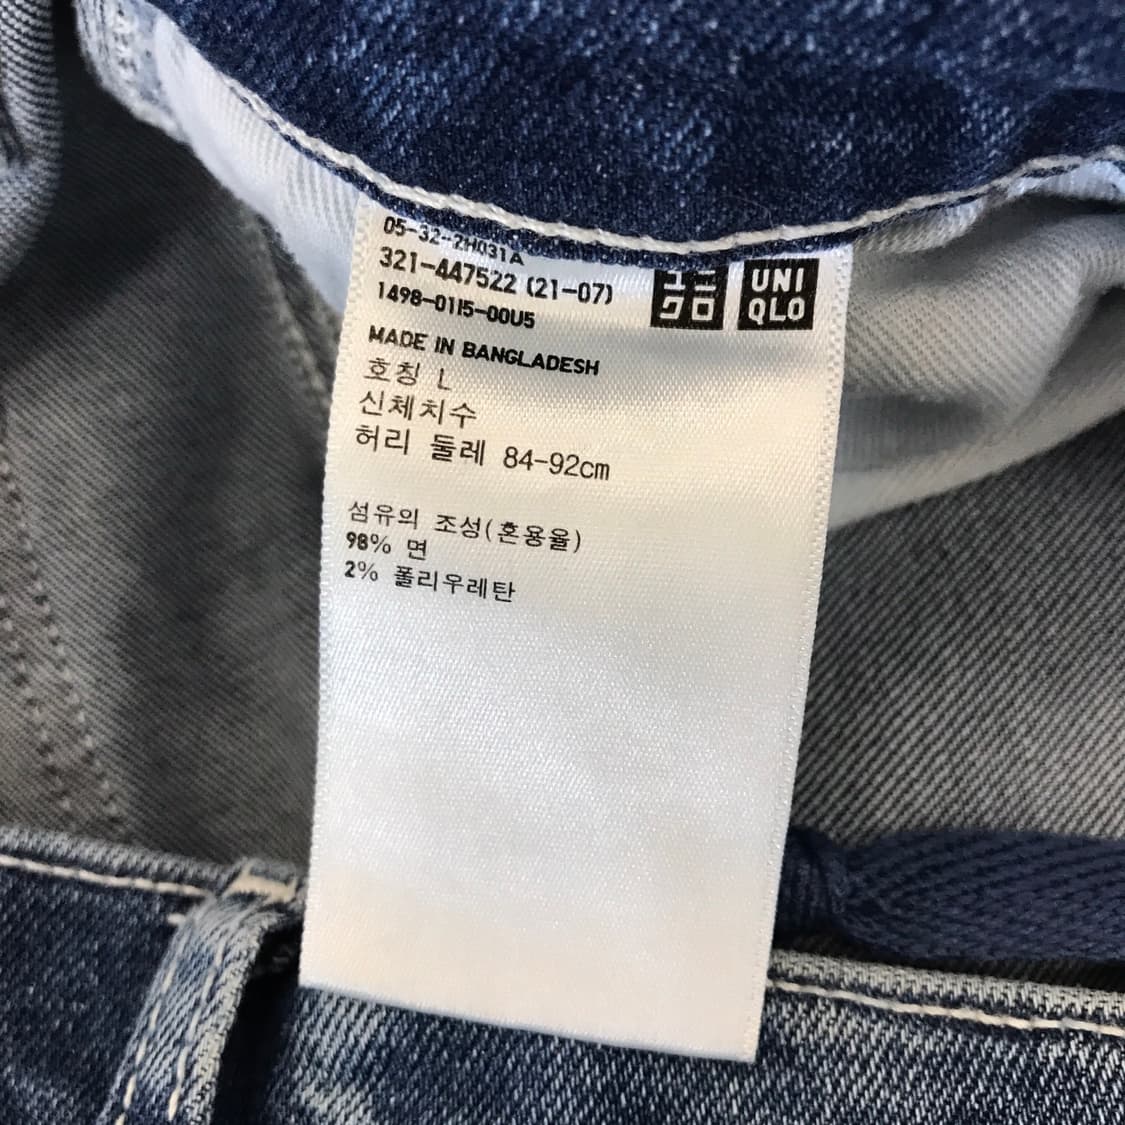 05-32-2H031A
321-447522 (21-07)
1498-0115-00U5
ユニ
クロ
UNI
QLO
MADE IN BANGLADESH
호칭 L
신체치수
허리 둘레 84-92cm
섬유의 조성(혼용율)
98% 면
2% 폴리우레탄